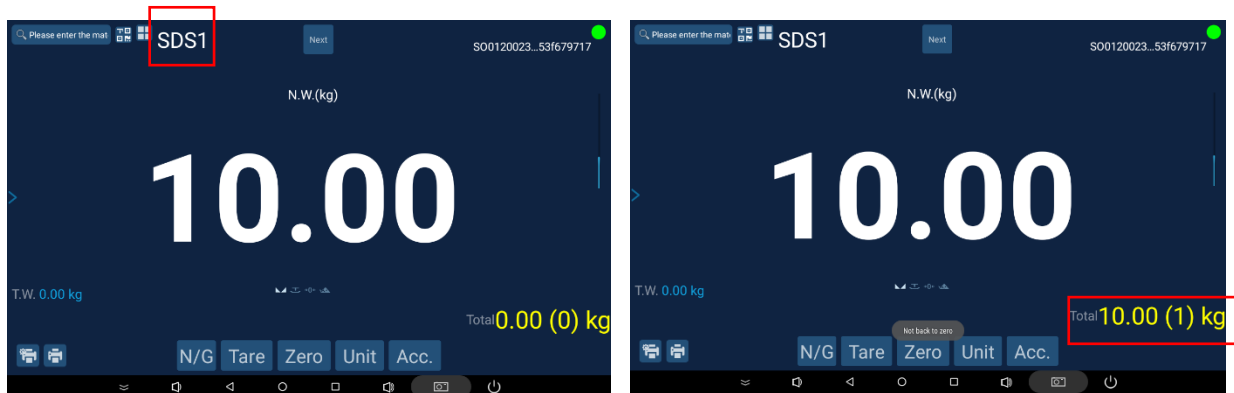 Please enter the mat
SDS1
Next
SO0120023...53f679717
N.W.(kg)
10.00
T.W. 0.00 kg
Total 0.00 (0) kg
N/G Tare Zero Unit Acc.
Please enter the mat
SDS1
Next
SO0120023...53f679717
N.W.(kg)
10.00
T.W. 0.00 kg
Total 10.00 (1) kg
Not back to zero
N/G Tare Zero Unit Acc.